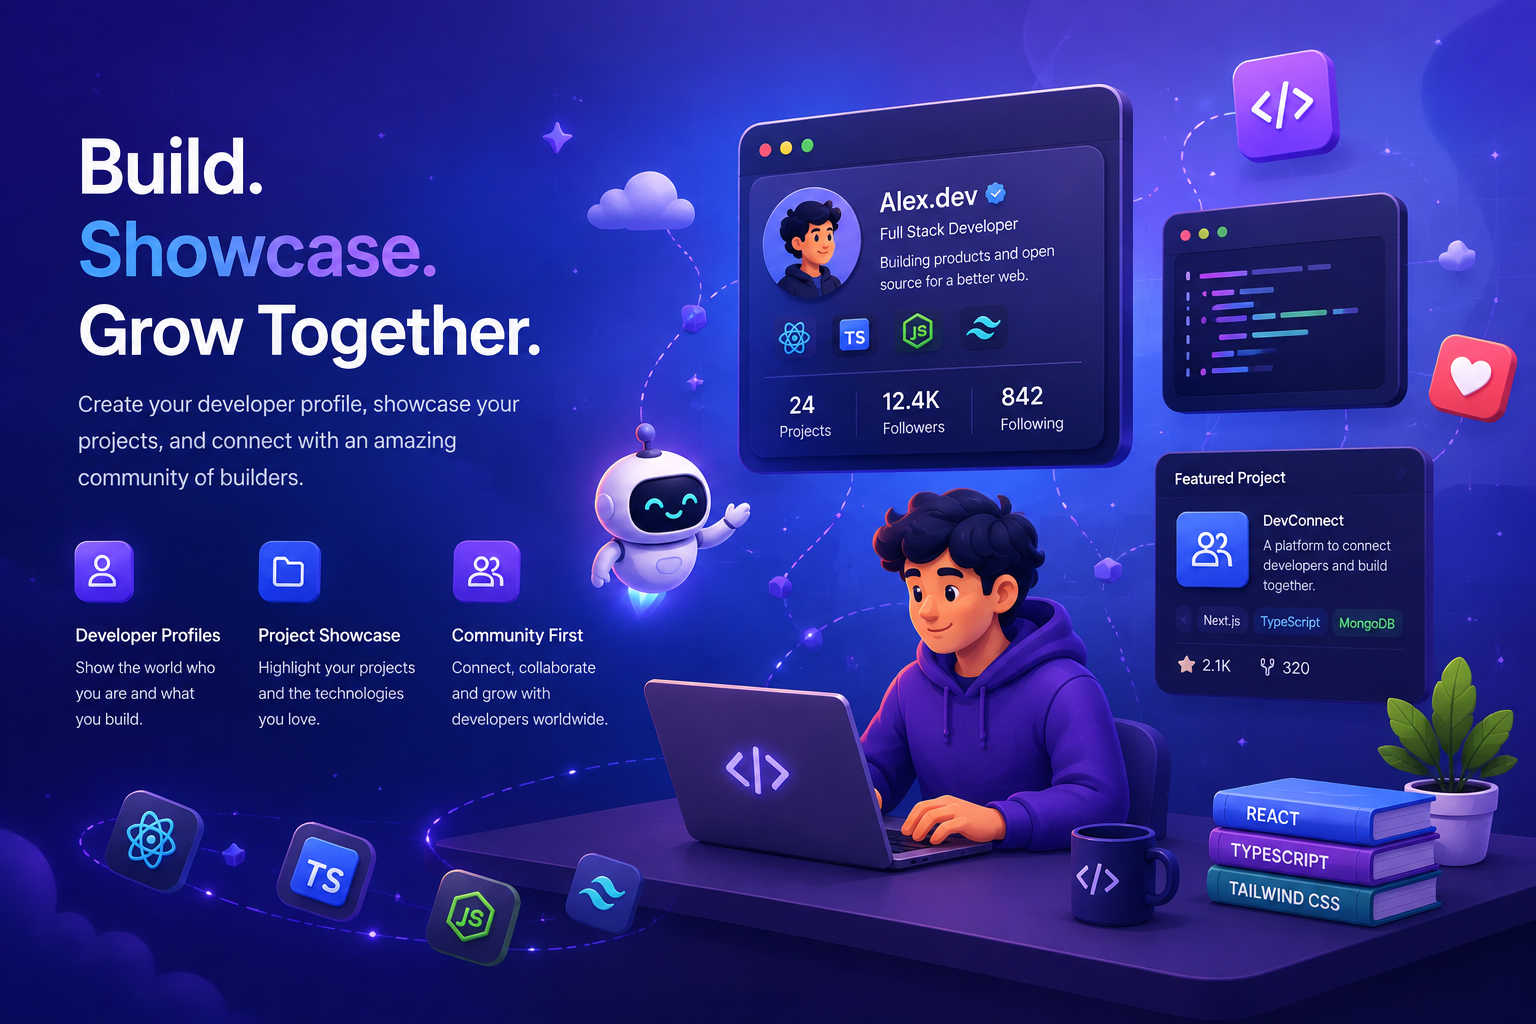 Build.
Showcase.
Grow Together.
Create your developer profile, showcase your
projects, and connect with an amazing
community of builders.
Developer Profiles
Show the world who
you are and what
you build.
Project Showcase
Highlight your projects
and the technologies
you love.
Community First
Connect, collaborate
and grow with
developers worldwide.
TS
JS
Alex.dev
Full Stack Developer
Building products and open
source for a better web.
TS
JS
24
Projects
12.4K
Followers
842
Following
</>
Featured Project
DevConnect
A platform to connect
developers and build
together.
Next.js
TypeScript
MongoDB
2.1K
320
</>
</>
REACT
TYPESCRIPT
TAILWIND CSS